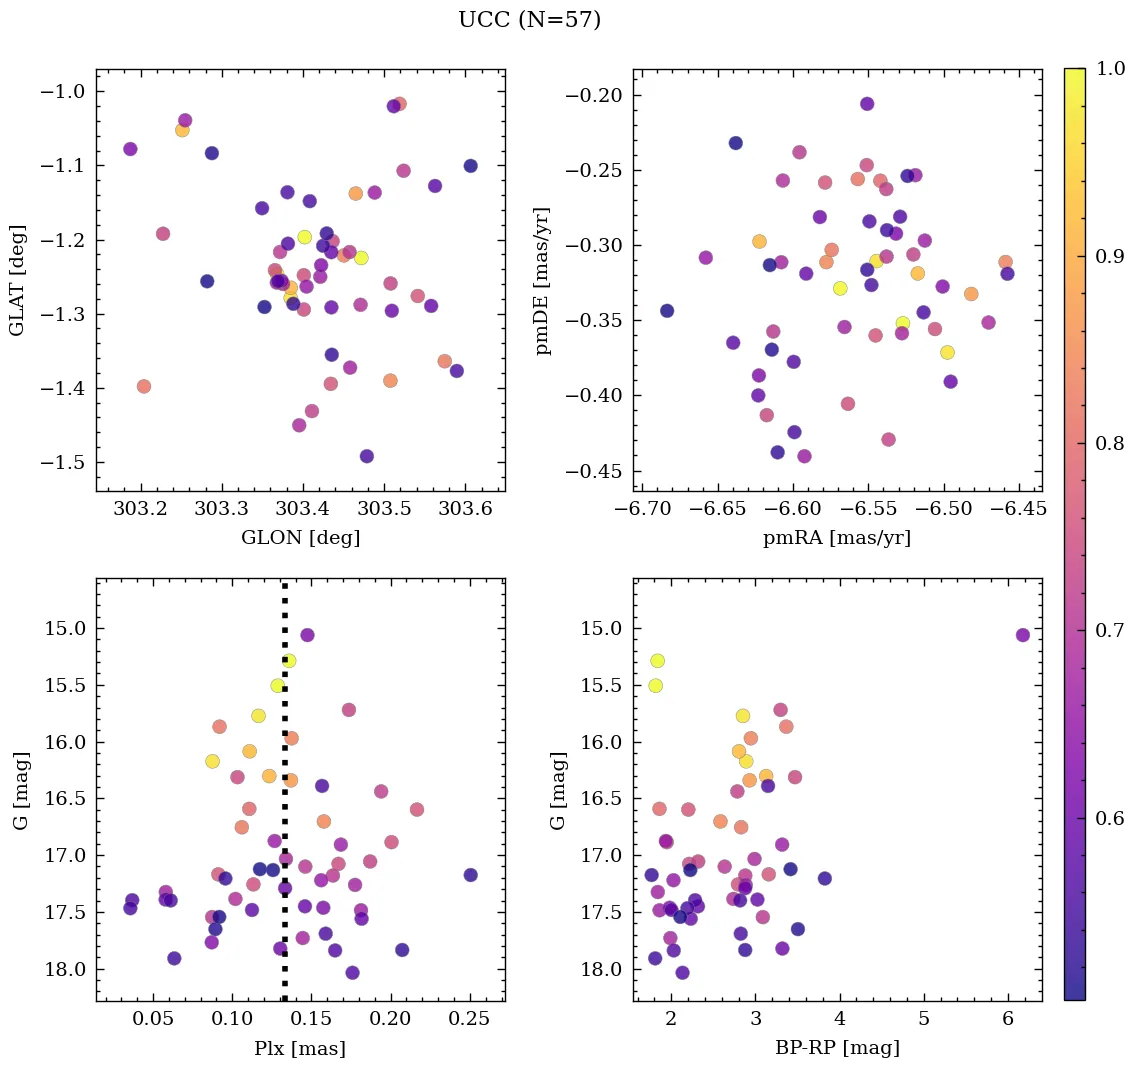 UCC (N=57)
−1.0
−1.1
−1.2
−1.3
−1.4
−1.5
GLAT [deg]
303.2 303.3 303.4 303.5 303.6
GLON [deg]
−0.20
−0.25
−0.30
−0.35
−0.40
−0.45
pmDE [mas/yr]
−6.70 −6.65 −6.60 −6.55 −6.50 −6.45
pmRA [mas/yr]
15.0
15.5
16.0
16.5
17.0
17.5
18.0
G [mag]
0.05 0.10 0.15 0.20 0.25
Plx [mas]
15.0
15.5
16.0
16.5
17.0
17.5
18.0
G [mag]
2 3 4 5 6
BP-RP [mag]
1.0
0.9
0.8
0.7
0.6